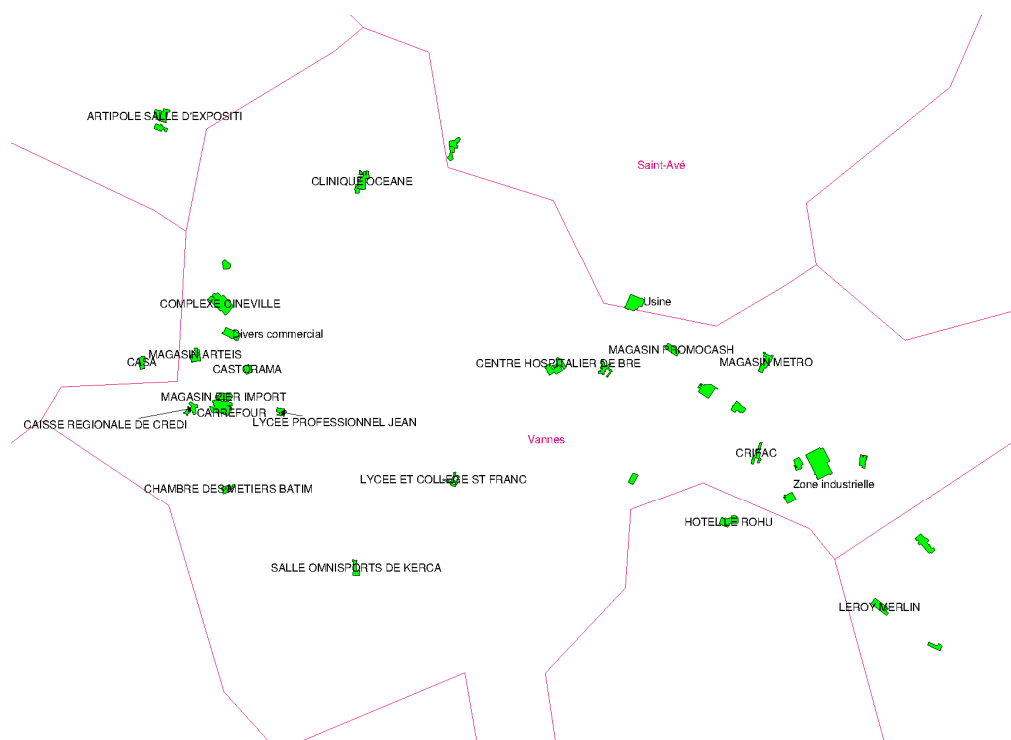 ARTIPOLE SALLE D'EXPOSITI
Saint-Avé
CLINIQUE OCEANE
Usine
COMPLEXE CINEVILLE
Divers commercial
MAGASIN PROMOCASH
MAGASIN ARTEIS
CASA
CENTRE HOSPITALIER DE BRE
MAGASIN METRO
CASTORAMA
MAGASIN PIER IMPORT
CARREFOUR
LYCEE PROFESSIONNEL JEAN
CAISSE REGIONALE DE CREDI
Vannes
CRIFAC
LYCEE ET COLLEGE ST FRANC
Zone industrielle
CHAMBRE DES METIERS BATIM
HOTEL LE ROHU
SALLE OMNISPORTS DE KERCA
LEROY MERLIN